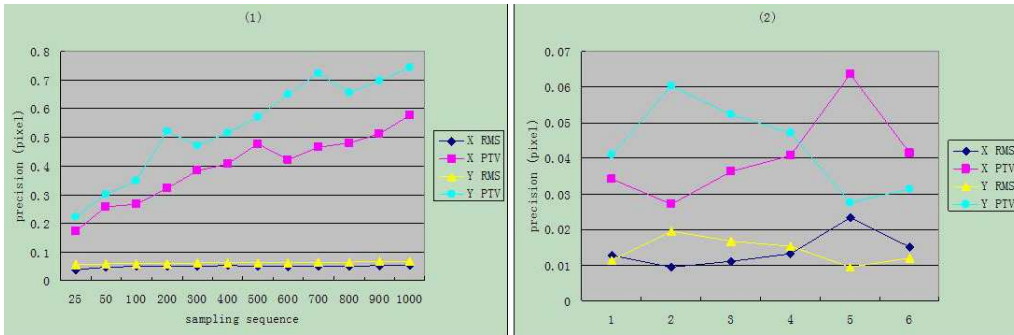 (1)
0.8
0.7
0.6
0.5
0.4
0.3
0.2
0.1
0
precision (pixel)
25 50 100 200 300 400 500 600 700 800 900 1000
sampling sequence
X RMS
X PTV
Y RMS
Y PTV
(2)
0.07
0.06
0.05
0.04
0.03
0.02
0.01
0
precision (pixel)
1 2 3 4 5 6
X RMS
X PTV
Y RMS
Y PTV